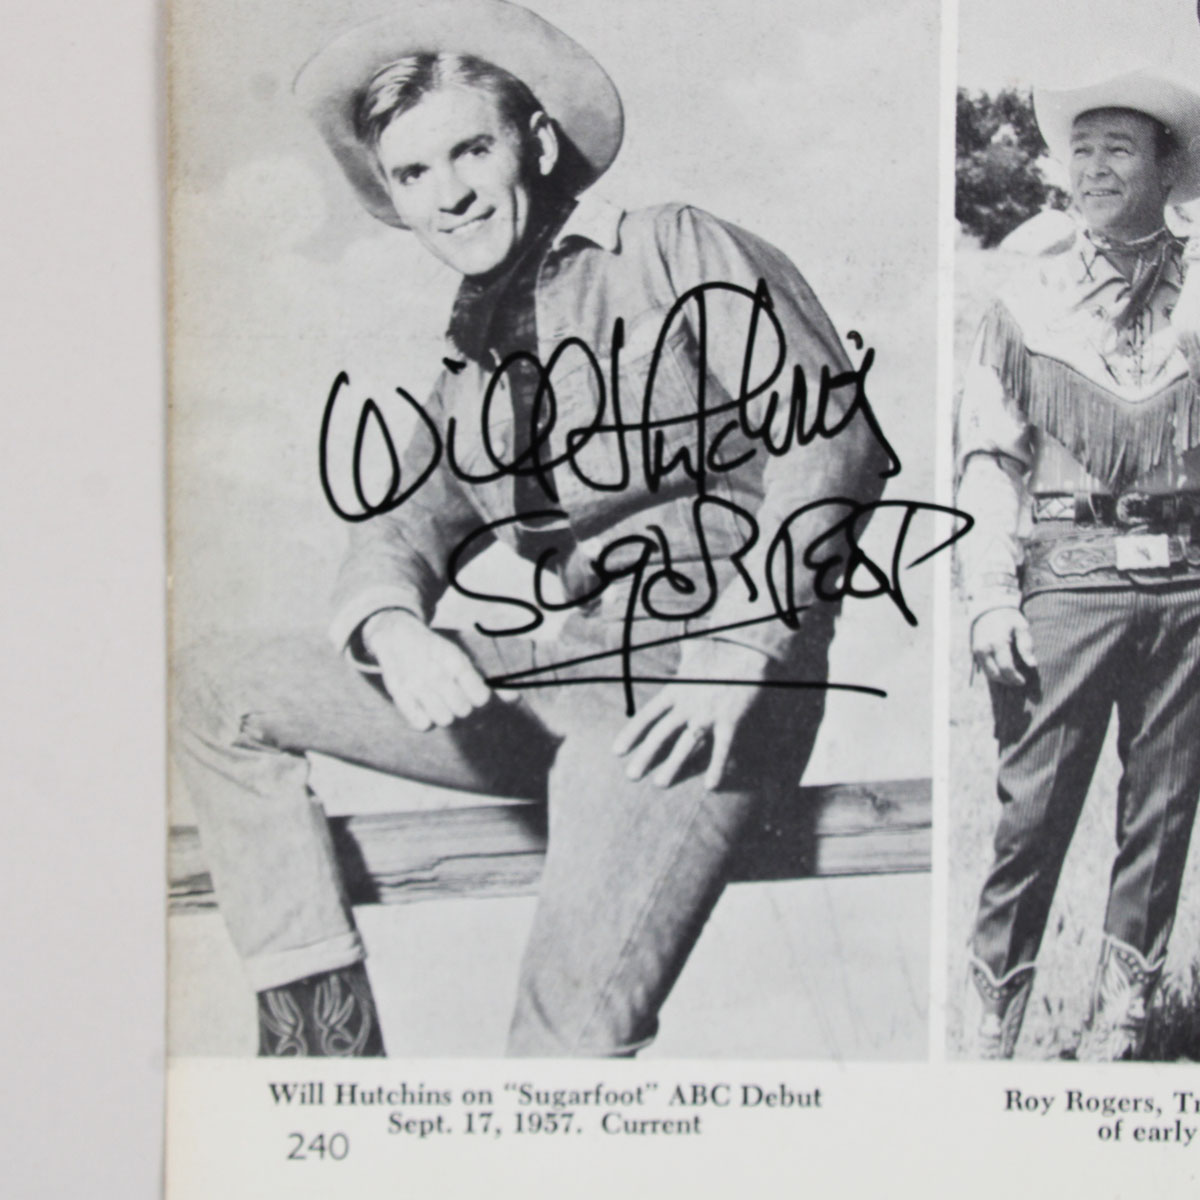 Will Hutchins
SUgaRFOOT
Will Hutchins on "Sugarfoot" ABC Debut
Sept. 17, 1957. Current
240
Roy Rogers, Tr
of early